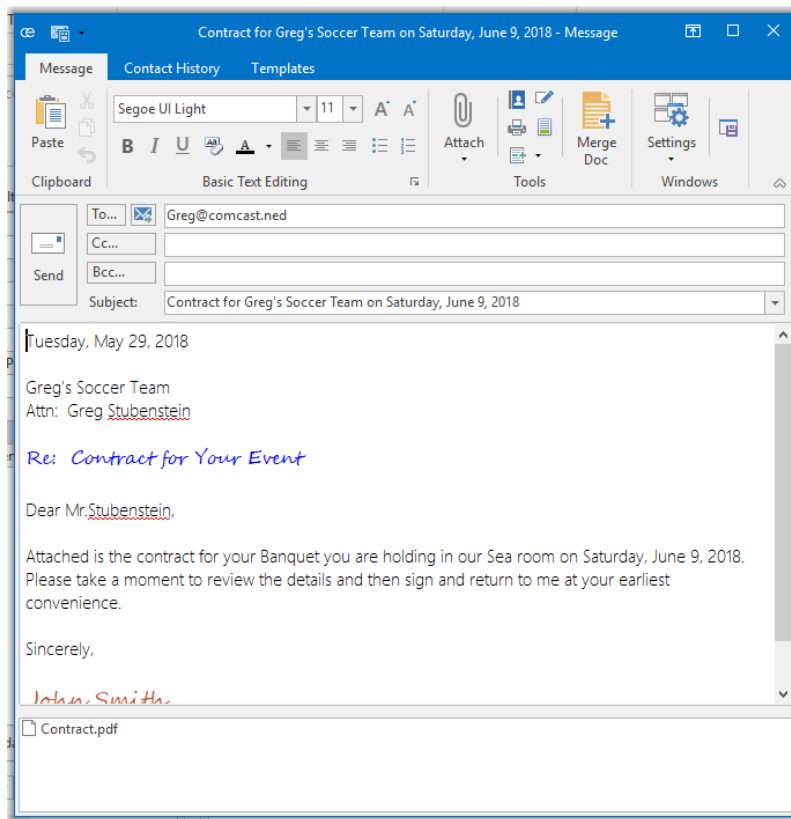 Contract for Greg's Soccer Team on Saturday, June 9, 2018 - Message
Message Contact History Templates
Segoe UI Light 11 A A
Paste B I U A Attach Merge Doc Settings
Clipboard Basic Text Editing Tools Windows
To... Greg@comcast.ned
Cc...
Send Bcc...
Subject: Contract for Greg's Soccer Team on Saturday, June 9, 2018
Tuesday, May 29, 2018
Greg's Soccer Team
Attn: Greg Stubenstein
Re: Contract for Your Event
Dear Mr.Stubenstein,
Attached is the contract for your Banquet you are holding in our Sea room on Saturday, June 9, 2018.
Please take a moment to review the details and then sign and return to me at your earliest
convenience.
Sincerely,
John Smith
Contract.pdf